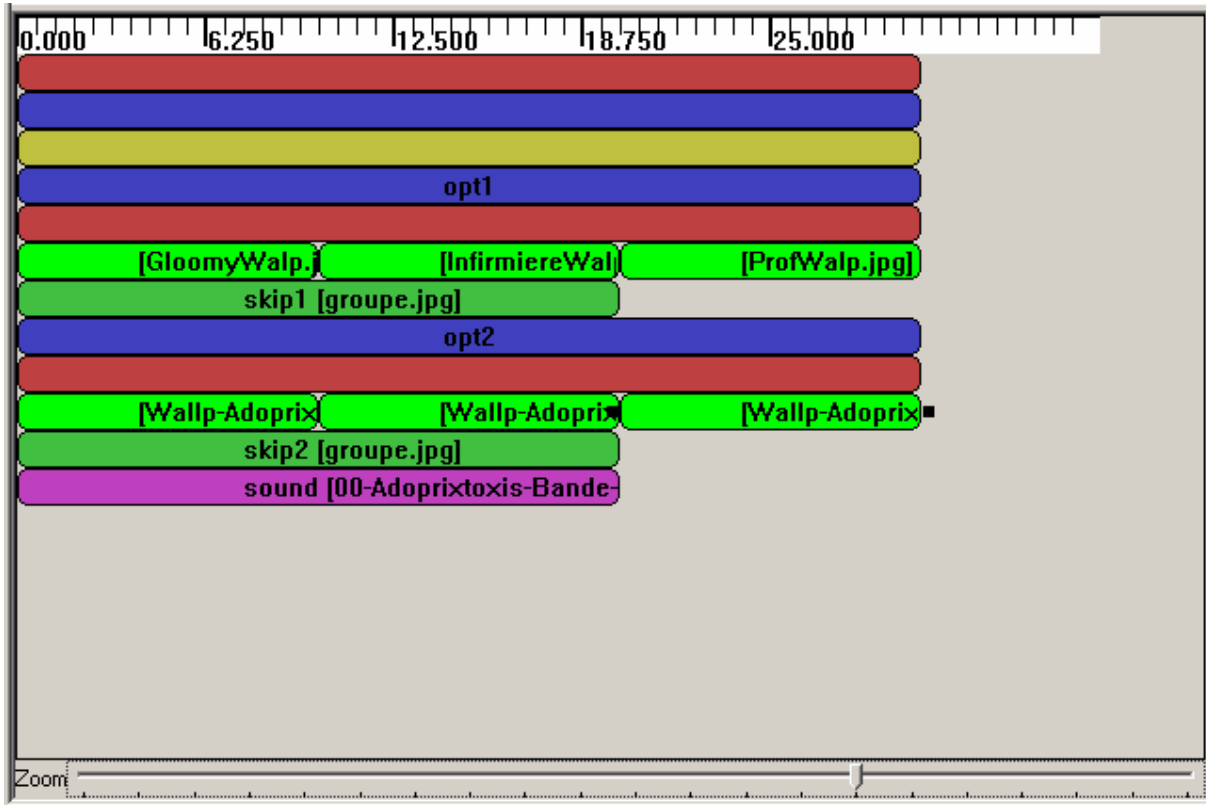 0.000 6.250 12.500 18.750 25.000
opt1
[GloomyWalp.j [InfirmiereWalp [ProfWalp.jpg]
skip1 [groupe.jpg]
opt2
[Wallp-Adoprix [Wallp-Adoprix [Wallp-Adoprix
skip2 [groupe.jpg]
sound [00-Adoprixtoxis-Bande-
Zoom